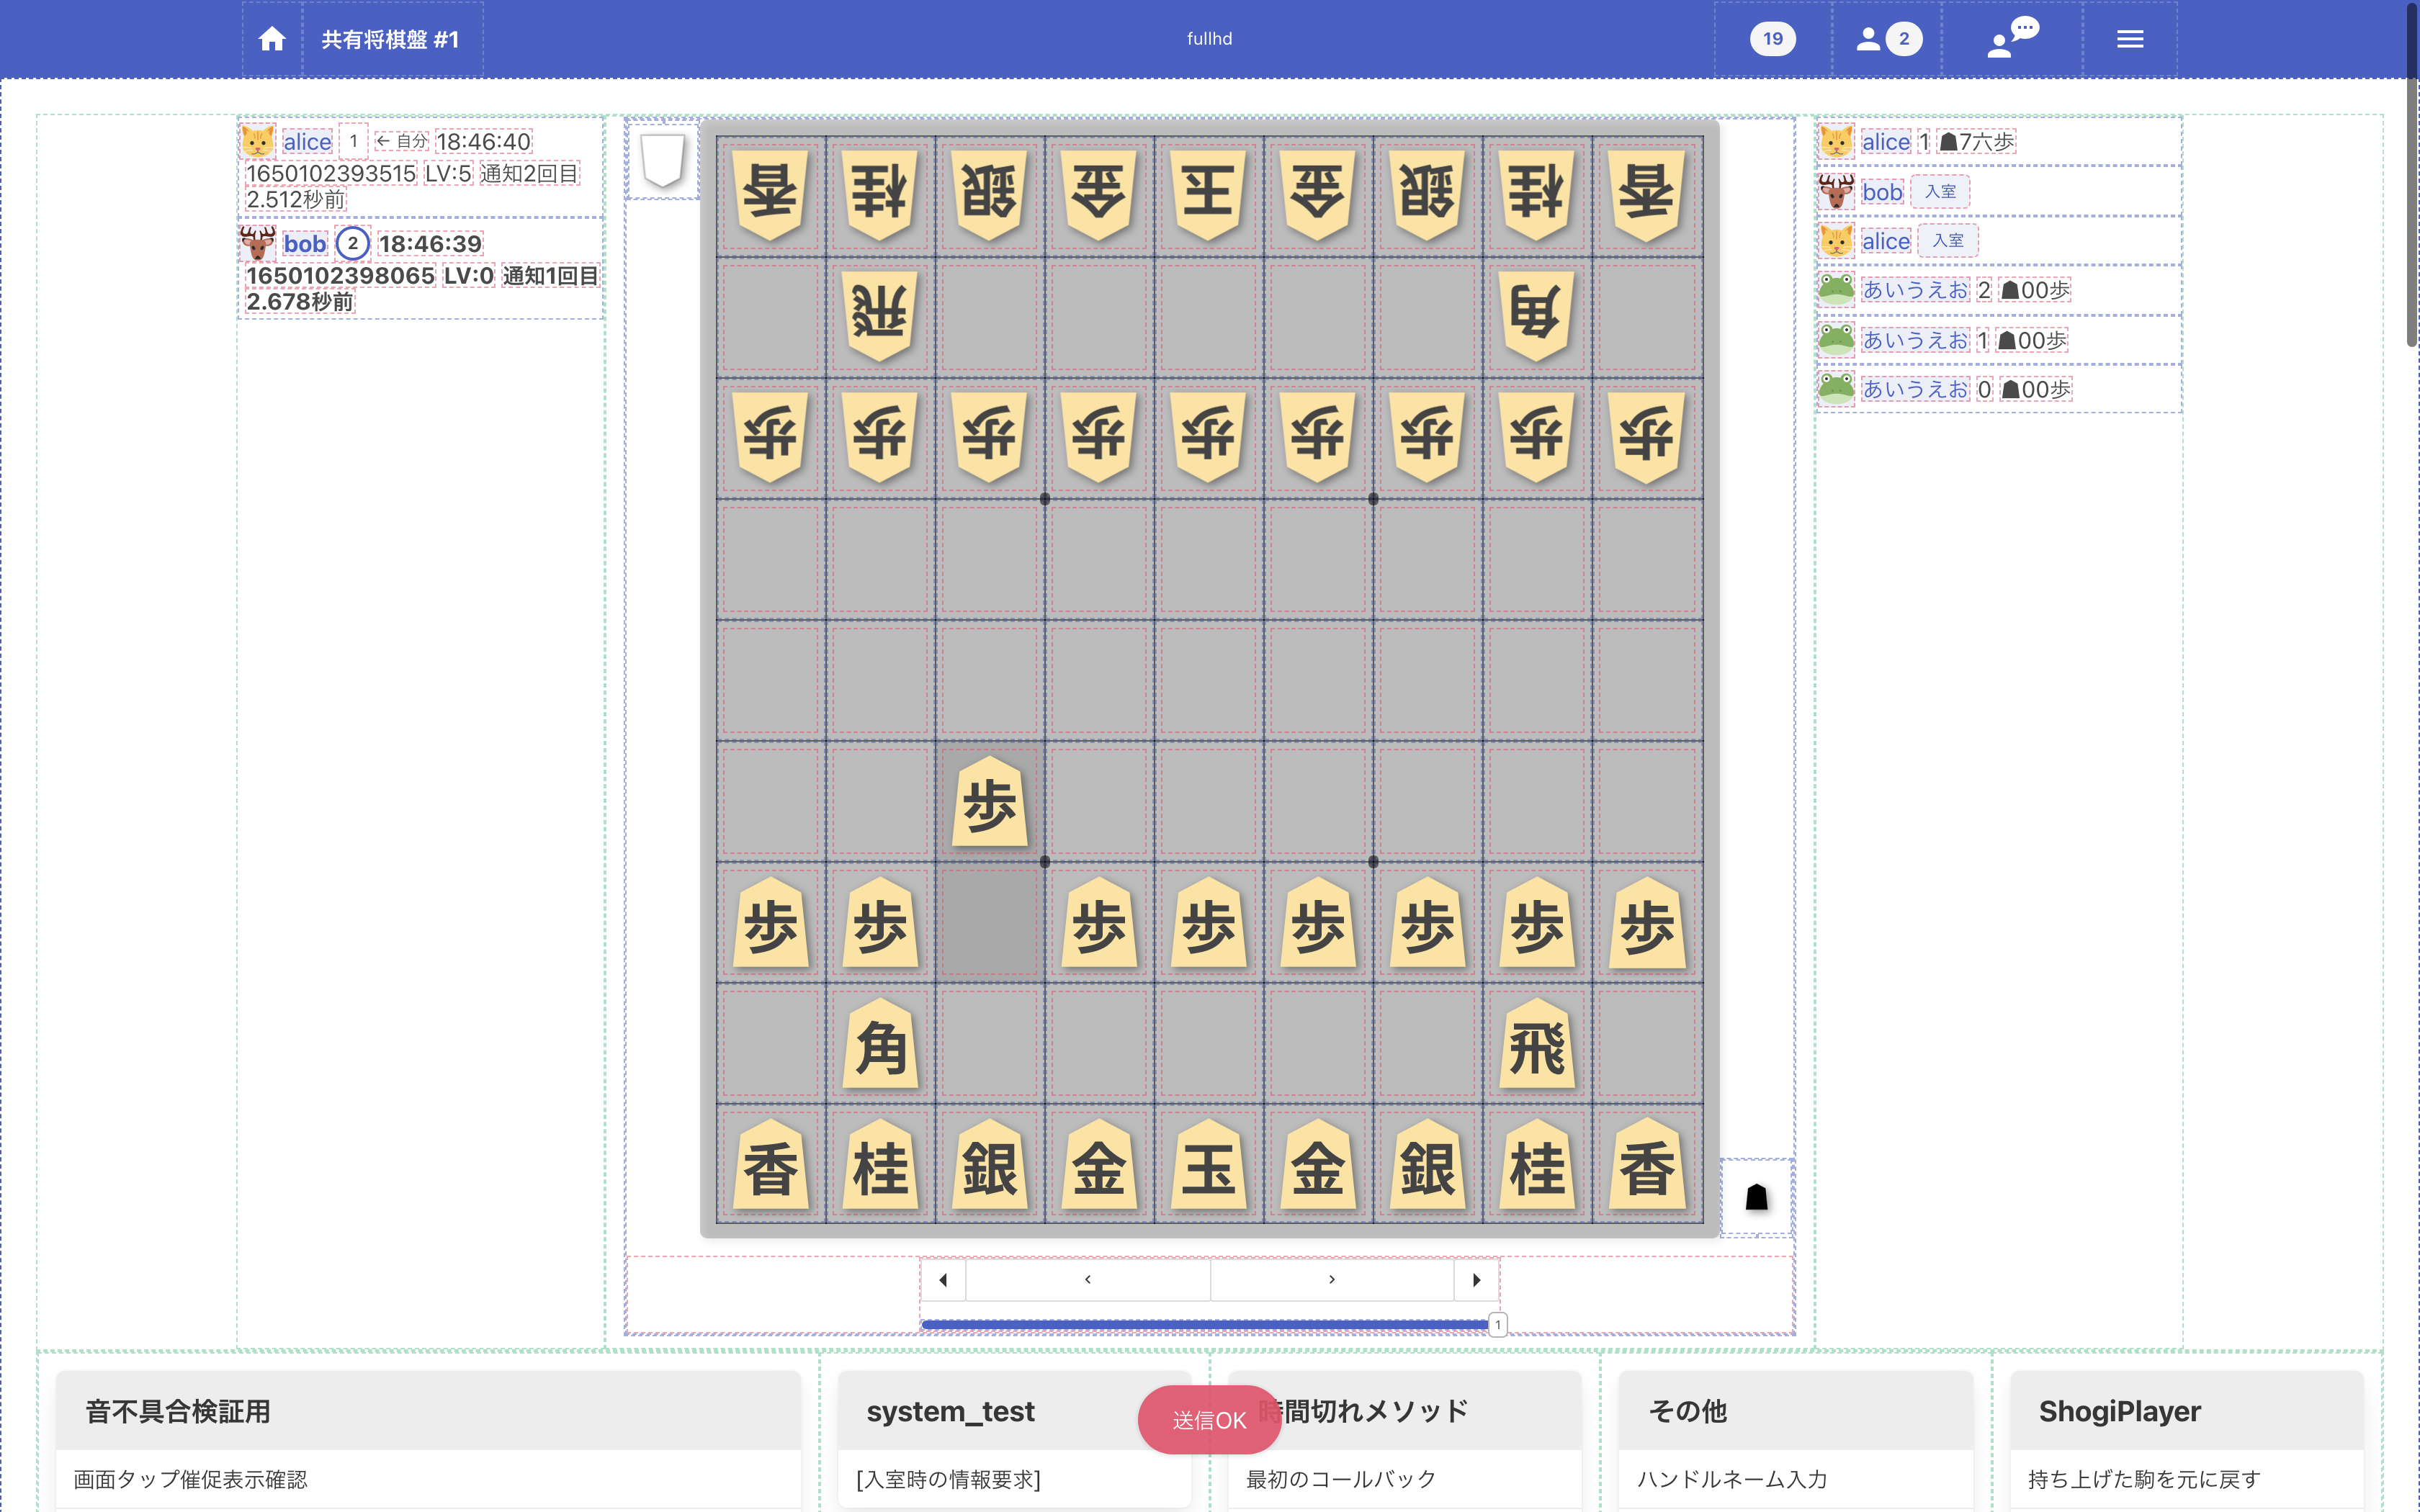 共有将棋盤 #1
fullhd
19
2
alice 1 ← 自分 18:46:40
1650102393515 LV:5 通知2回目
2.512秒前
bob 2 18:46:39
1650102398065 LV:0 通知1回目
2.678秒前
香 桂 銀 金 王 金 銀 桂 香
飛 角
歩 歩 歩 歩 歩 歩 歩 歩 歩
歩
歩 歩 歩 歩 歩 歩 歩 歩
角 飛
香 桂 銀 金 玉 金 銀 桂 香
1
alice 1 ☗7六歩
bob 入室
alice 入室
あいうえお 2 ☗00歩
あいうえお 1 ☗00歩
あいうえお 0 ☗00歩
音不具合検証用
画面タップ催促表示確認
system_test
[入室時の情報要求]
送信OK
時間切れメソッド
最初のコールバック
その他
ハンドルネーム入力
ShogiPlayer
持ち上げた駒を元に戻す